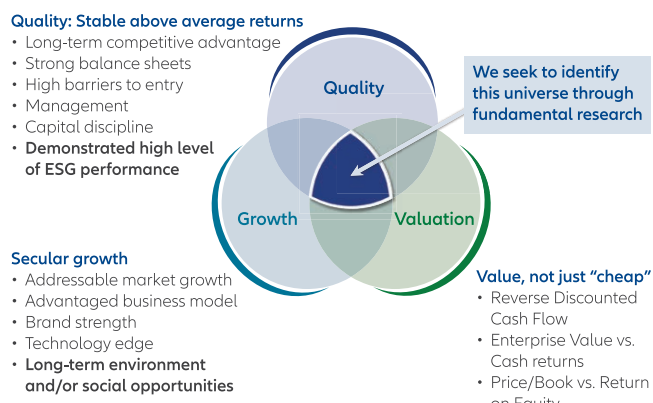 Quality: Stable above average returns
• Long-term competitive advantage
• Strong balance sheets
• High barriers to entry
• Management
• Capital discipline
• Demonstrated high level
of ESG performance
Quality
We seek to identify
this universe through
fundamental research
Growth
Valuation
Secular growth
• Addressable market growth
• Advantaged business model
• Brand strength
• Technology edge
• Long-term environment
and/or social opportunities
Value, not just “cheap”
• Reverse Discounted
Cash Flow
• Enterprise Value vs.
Cash returns
• Price/Book vs. Return
on Equity